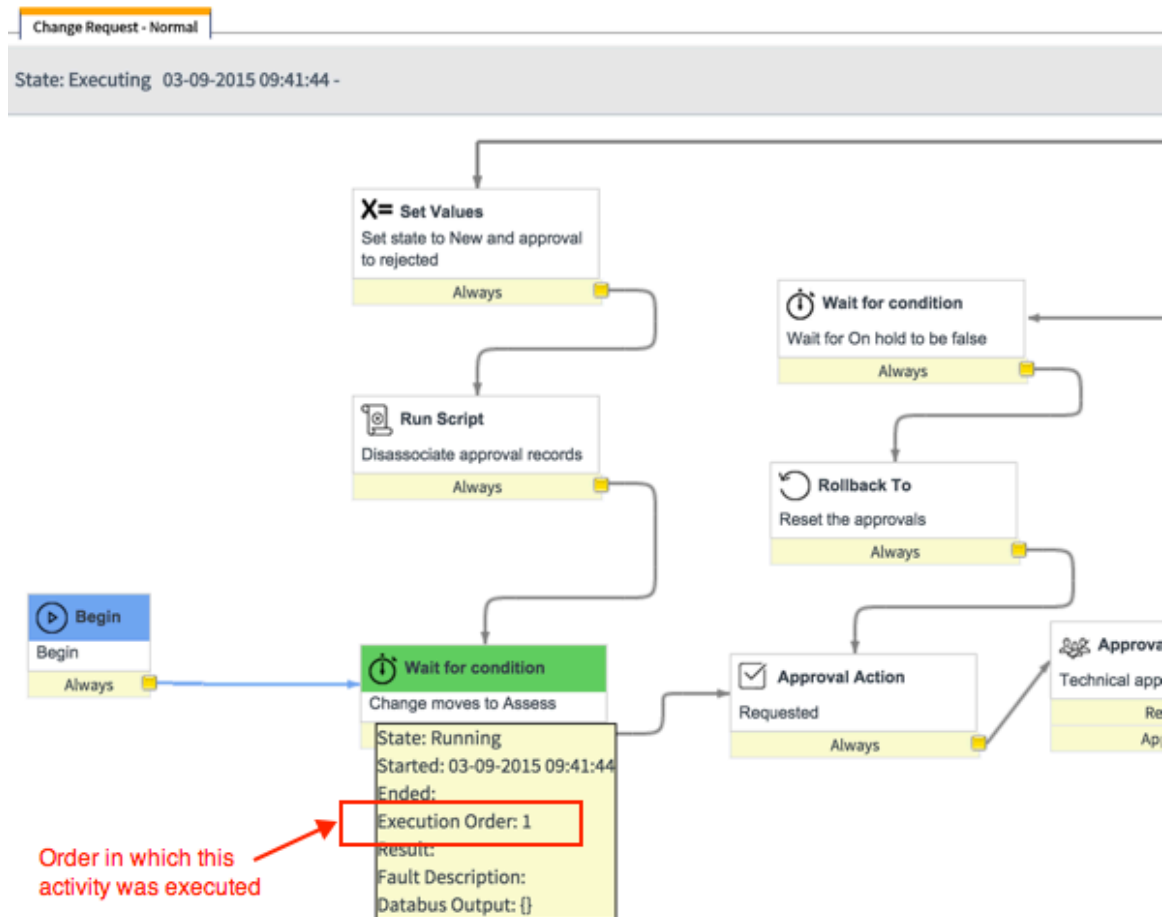 Change Request - Normal
State: Executing 03-09-2015 09:41:44 -
X= Set Values
Set state to New and approval
to rejected
Always
Wait for condition
Wait for On hold to be false
Always
Run Script
Disassociate approval records
Always
Rollback To
Reset the approvals
Always
Begin
Begin
Always
Wait for condition
Change moves to Assess
State: Running
Started: 03-09-2015 09:41:44
Ended:
Execution Order: 1
Result:
Fault Description:
Databus Output: {}
Order in which this
activity was executed
Approval Action
Requested
Always
Approva
Technical app
Re
App